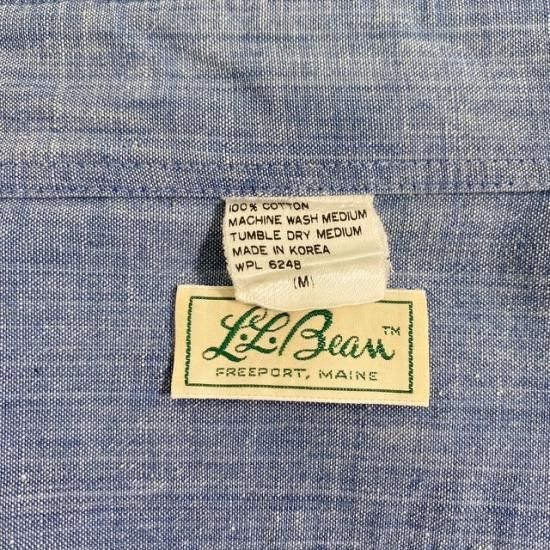 100% COTTON
MACHINE WASH MEDIUM
TUMBLE DRY MEDIUM
MADE IN KOREA
WPL 6248
(M)
L.L.Bean™
FREEPORT, MAINE